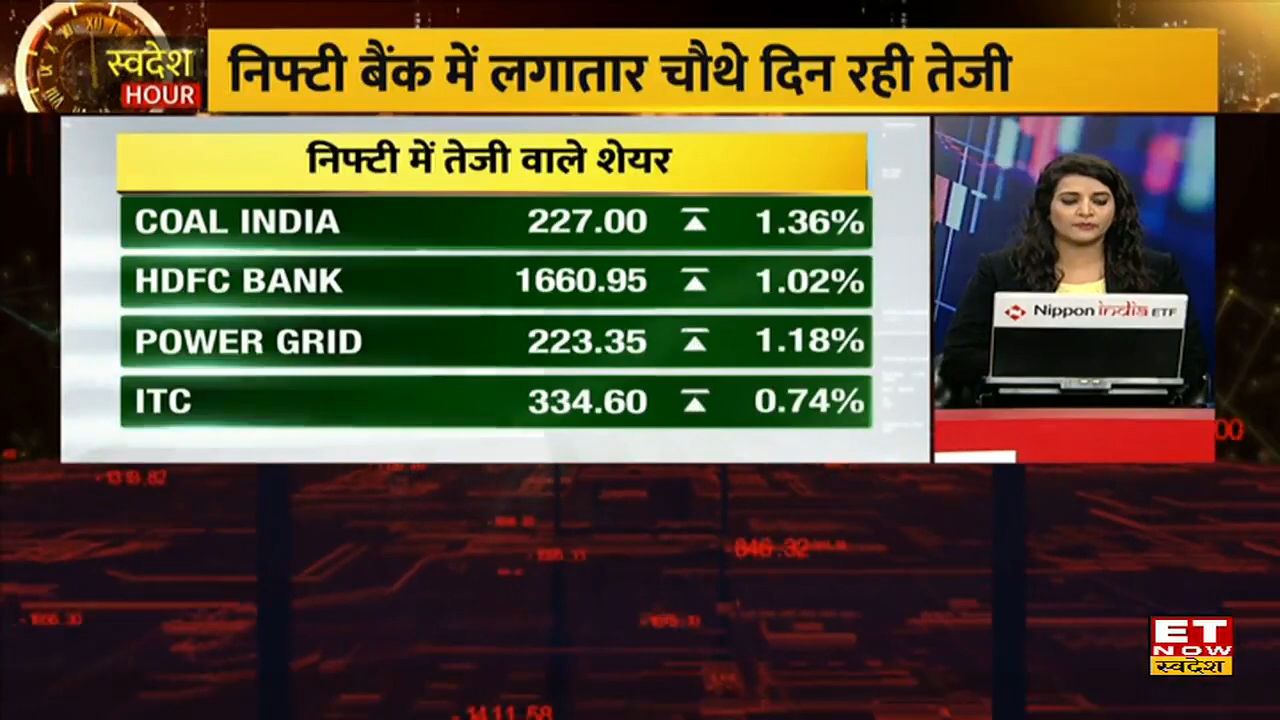 स्वदेश
HOUR
निफ्टी बैंक में लगातार चौथे दिन रही तेजी
निफ्टी में तेजी वाले शेयर
COAL INDIA 227.00 1.36%
HDFC BANK 1660.95 1.02%
POWER GRID 223.35 1.18%
ITC 334.60 0.74%
Nippon india ETF
ET
NOW
स्वदेश